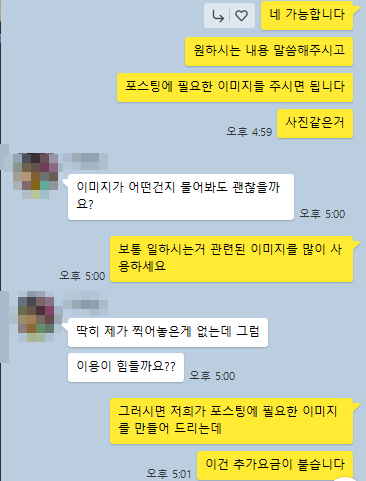 네 가능합니다
원하시는 내용 말씀해주시고
포스팅에 필요한 이미지들 주시면 됩니다
사진같은거
오후 4:59
이미지가 어떤건지 물어봐도 괜찮을까
요?
오후 5:00
보통 일하시는거 관련된 이미지를 많이 사
용하세요
오후 5:00
딱히 제가 찍어놓은게 없는데 그럼
이용이 힘들까요??
오후 5:00
그러시면 저희가 포스팅에 필요한 이미지
를 만들어 드리는데
이건 추가요금이 붙습니다
오후 5:01